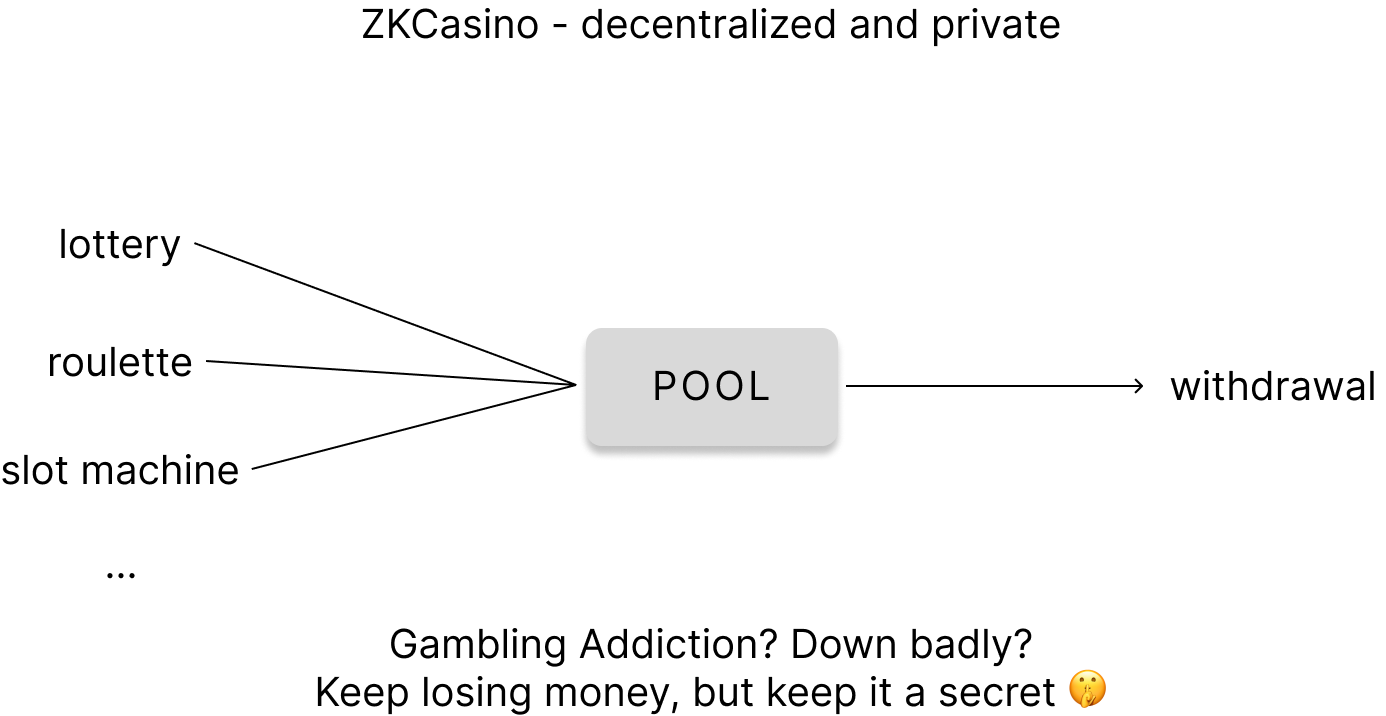 ZKCasino - decentralized and private
lottery
roulette
slot machine
...
POOL
withdrawal
Gambling Addiction? Down badly?
Keep losing money, but keep it a secret 🤫